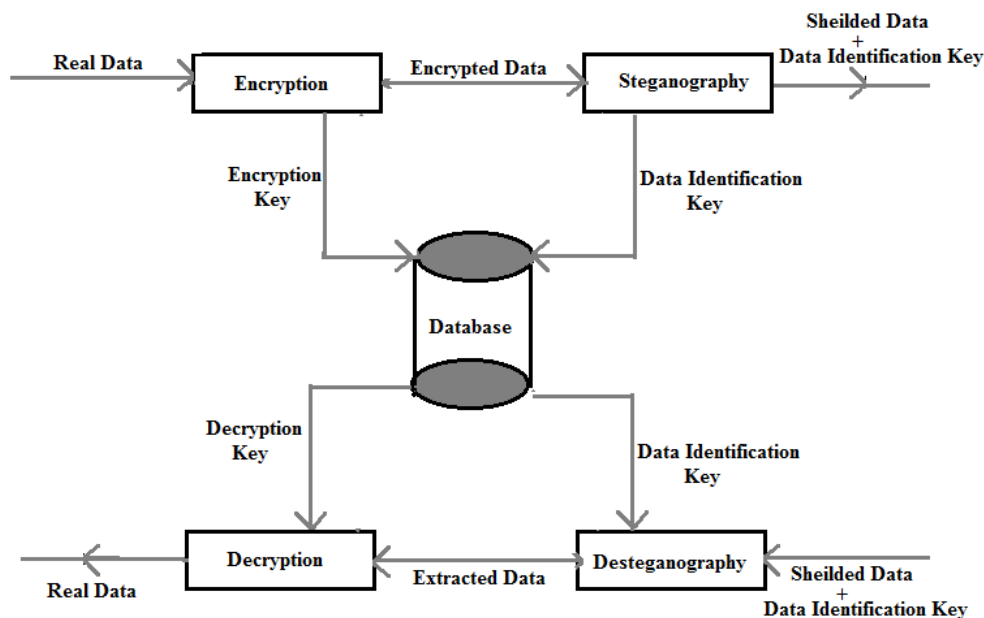 Sheilded Data
+
Data Identification Key
Real Data
Encryption
Encrypted Data
Steganography
Encryption
Key
Data Identification
Key
Database
Decryption
Key
Data Identification
Key
Decryption
Extracted Data
Desteganography
Real Data
Sheilded Data
+
Data Identification Key